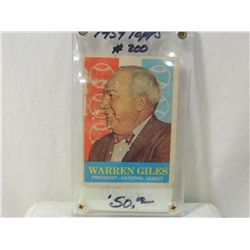 1959 Topps
# 200
WARREN GILES
PRESIDENT—NATIONAL LEAGUE
$50.00